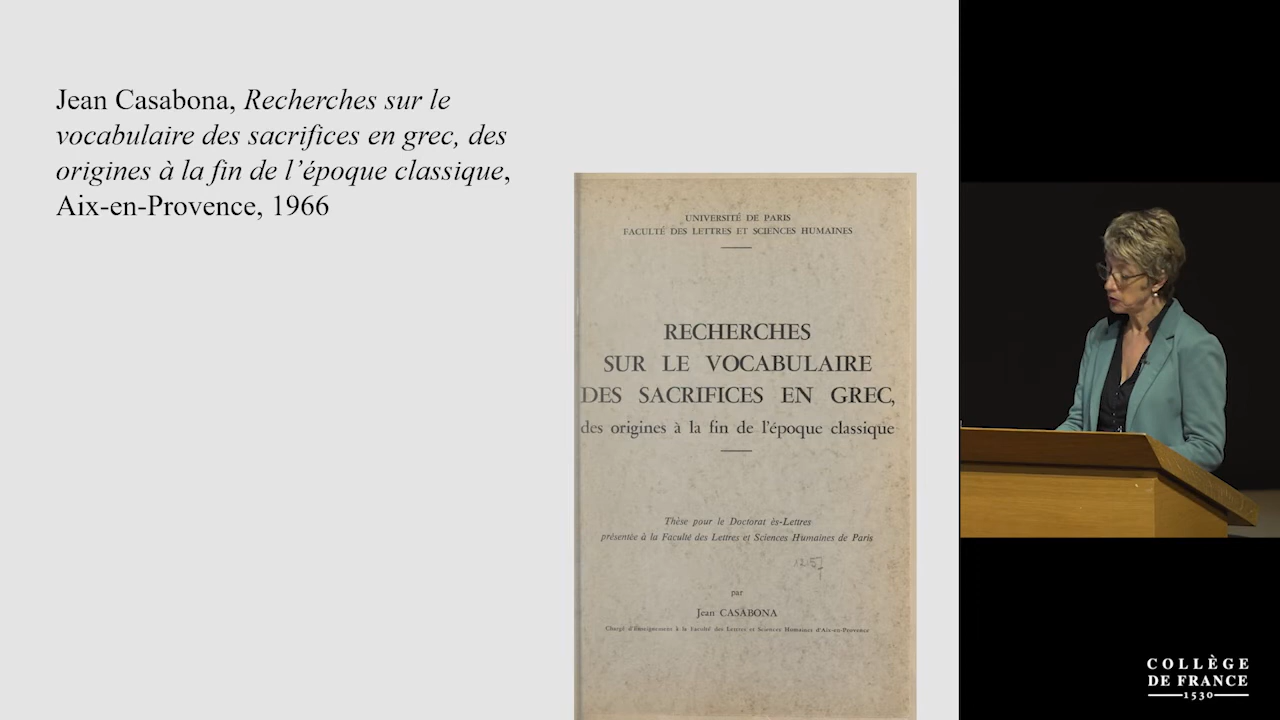 Jean Casabona, Recherches sur le
vocabulaire des sacrifices en grec, des
origines à la fin de l’époque classique,
Aix-en-Provence, 1966
UNIVERSITÉ DE PARIS
FACULTÉ DES LETTRES ET SCIENCES HUMAINES
RECHERCHES
SUR LE VOCABULAIRE
DES SACRIFICES EN GREC,
des origines à la fin de l'époque classique
Thèse pour le Doctorat ès-Lettres
présentée à la Faculté des Lettres et Sciences Humaines de Paris
par
Jean CASABONA
Chargé d'Enseignement à la Faculté des Lettres et Sciences Humaines d'Aix-en-Provence
COLLÈGE
DE FRANCE
1530